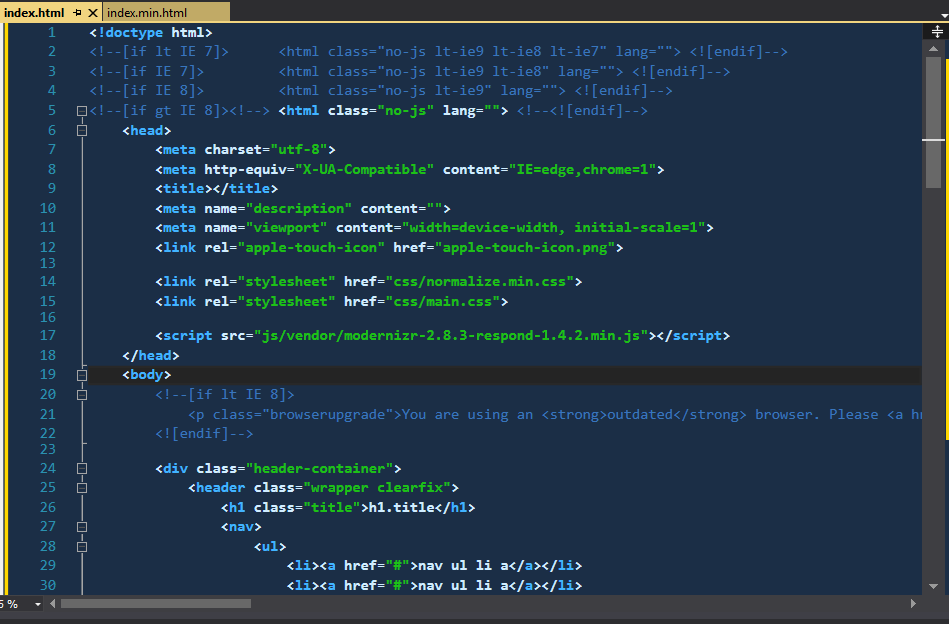 index.html index.min.html
1 <!doctype html>
2 <!--[if lt IE 7]>      <html class="no-js lt-ie9 lt-ie8 lt-ie7" lang=""> <![endif]-->
3 <!--[if IE 7]>         <html class="no-js lt-ie9 lt-ie8" lang=""> <![endif]-->
4 <!--[if IE 8]>         <html class="no-js lt-ie9" lang=""> <![endif]-->
5 <!--[if gt IE 8]><!--> <html class="no-js" lang=""> <!--<![endif]-->
6     <head>
7         <meta charset="utf-8">
8         <meta http-equiv="X-UA-Compatible" content="IE=edge,chrome=1">
9         <title></title>
10         <meta name="description" content="">
11         <meta name="viewport" content="width=device-width, initial-scale=1">
12         <link rel="apple-touch-icon" href="apple-touch-icon.png">
13
14         <link rel="stylesheet" href="css/normalize.min.css">
15         <link rel="stylesheet" href="css/main.css">
16
17         <script src="js/vendor/modernizr-2.8.3-respond-1.4.2.min.js"></script>
18     </head>
19     <body>
20         <!--[if lt IE 8]>
21             <p class="browserupgrade">You are using an <strong>outdated</strong> browser. Please <a
22         <![endif]-->
23
24         <div class="header-container">
25             <header class="wrapper clearfix">
26                 <h1 class="title">h1.title</h1>
27                 <nav>
28                     <ul>
29                         <li><a href="#">nav ul li a</a></li>
30                         <li><a href="#">nav ul li a</a></li>
%